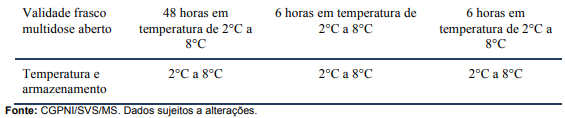 Validade frasco
multidose aberto
48 horas em
temperatura de 2°C a
8°C
6 horas em temperatura de
2°C a 8°C
6 horas em
temperatura de 2°C a
8°C
Temperatura e
armazenamento
2°C a 8°C
2°C a 8°C
2°C a 8°C
Fonte: CGPNI/SVS/MS. Dados sujeitos a alterações.